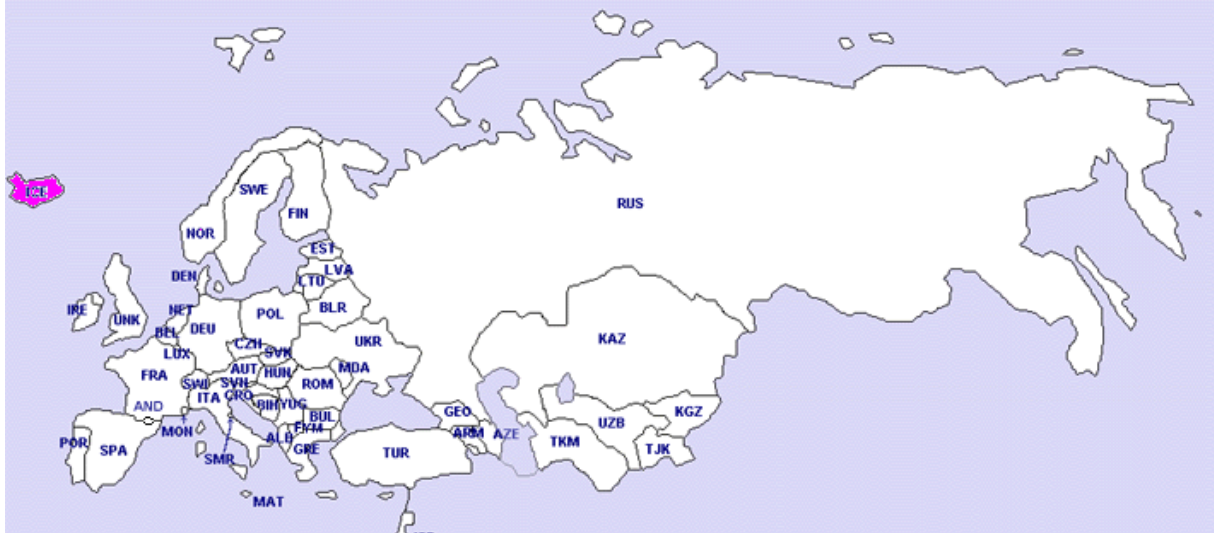 RUS
SWE
ICE
FIN
NOR
EST
LVA
DEN
LTU
IRE
NET
BLR
POL
UNK
DEU
BEL
UKR
KAZ
CZH
SVK
LUX
AUT
MDA
FRA
HUN
SVN
SWI
ROM
CRO
ITA
BIH
YUG
AND
GEO
KGZ
BUL
UZB
FYM
MON
ARM
AZE
ALB
POR
TKM
SPA
GRE
TJK
TUR
SMR
MAT